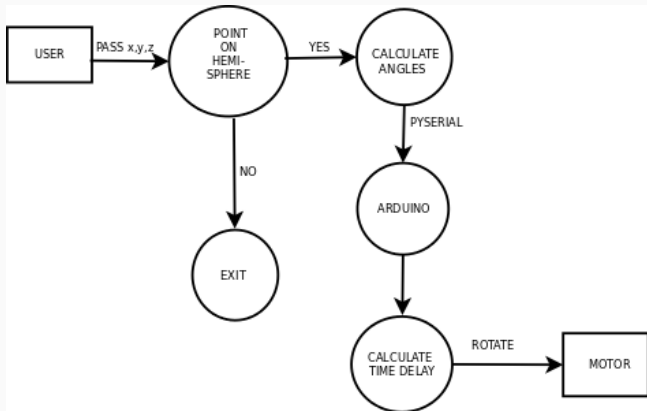 USER
PASS x,y,z
POINT
ON
HEMI-
SPHERE
YES
CALCULATE
ANGLES
PYSERIAL
NO
ARDUINO
EXIT
CALCULATE
TIME DELAY
ROTATE
MOTOR